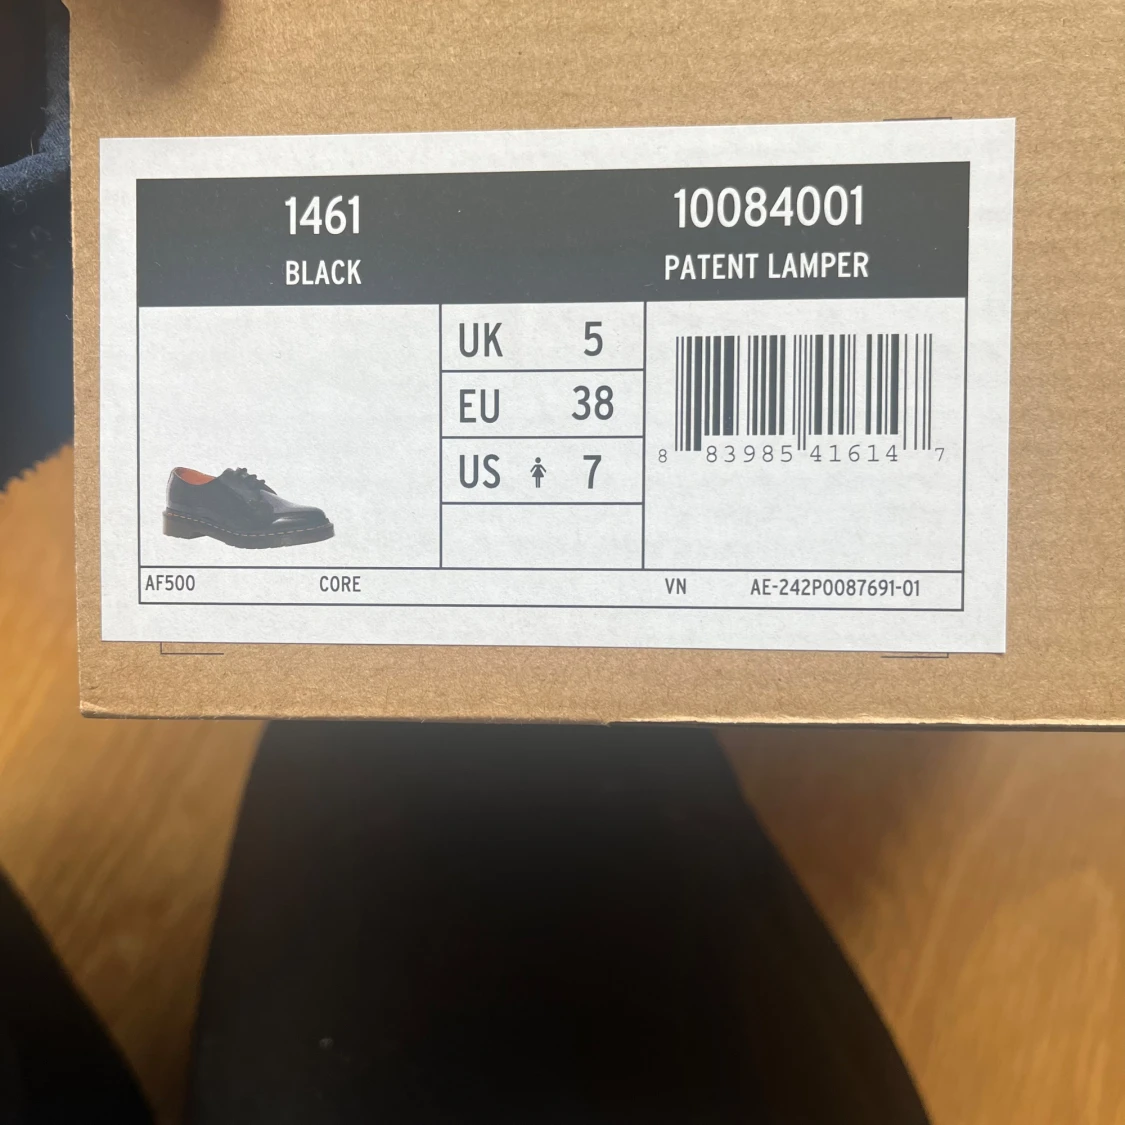 1461
10084001
BLACK
PATENT LAMPER
UK 5
EU 38
US 7
8 83985 41614 7
AF500 CORE VN AE-242P0087691-01